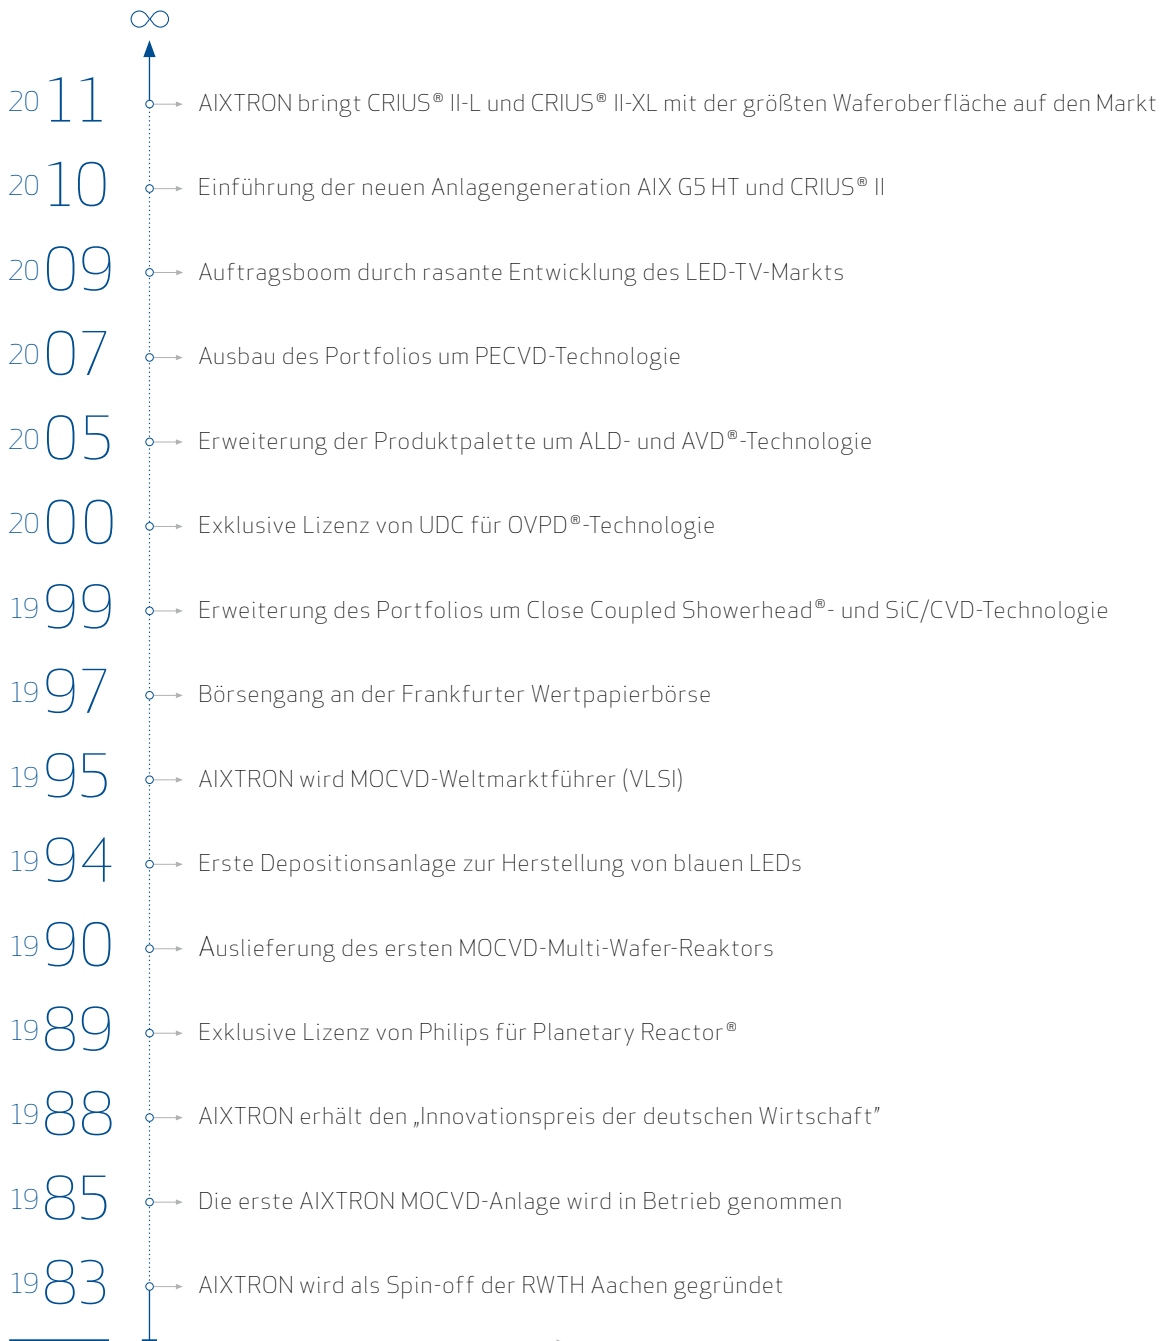 ∞
2011 AIXTRON bringt CRIUS® II-L und CRIUS® II-XL mit der größten Waferoberfläche auf den Markt
2010 Einführung der neuen Anlagengeneration AIX G5 HT und CRIUS® II
2009 Auftragsboom durch rasante Entwicklung des LED-TV-Markts
2007 Ausbau des Portfolios um PECVD-Technologie
2005 Erweiterung der Produktpalette um ALD- und AVD®-Technologie
2000 Exklusive Lizenz von UDC für OVPD®-Technologie
1999 Erweiterung des Portfolios um Close Coupled Showerhead®- und SiC/CVD-Technologie
1997 Börsengang an der Frankfurter Wertpapierbörse
1995 AIXTRON wird MOCVD-Weltmarktführer (VLSI)
1994 Erste Depositionsanlage zur Herstellung von blauen LEDs
1990 Auslieferung des ersten MOCVD-Multi-Wafer-Reaktors
1989 Exklusive Lizenz von Philips für Planetary Reactor®
1988 AIXTRON erhält den „Innovationspreis der deutschen Wirtschaft”
1985 Die erste AIXTRON MOCVD-Anlage wird in Betrieb genommen
1983 AIXTRON wird als Spin-off der RWTH Aachen gegründet